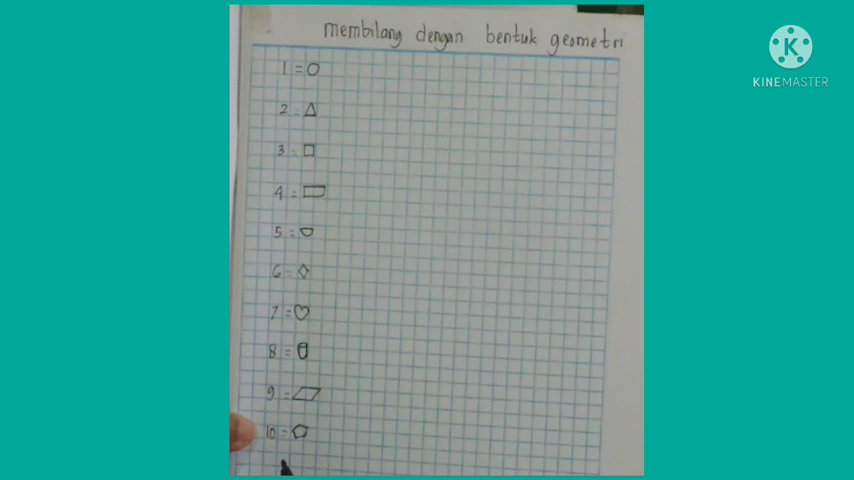 membilang dengan bentuk geometri
1 = ○
2 = △
3 = □
4 = ▭
5 = ⏢
6 = ◇
7 = ♡
8 =
9 = ▱
10 = ⬠
KINEMASTER